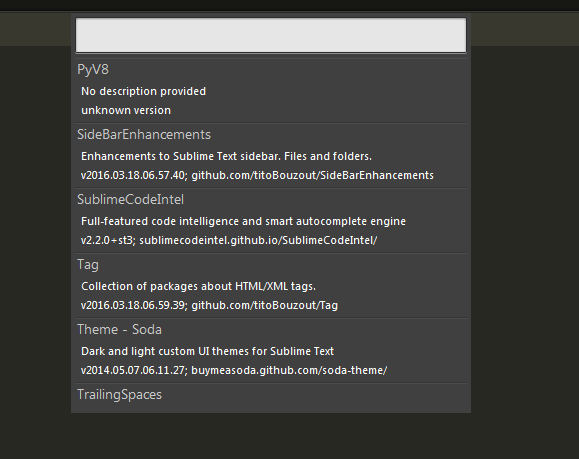 PyV8
No description provided
unknown version
SideBarEnhancements
Enhancements to Sublime Text sidebar. Files and folders.
v2016.03.18.06.57.40; github.com/titoBouzout/SideBarEnhancements
SublimeCodeIntel
Full-featured code intelligence and smart autocomplete engine
v2.2.0+st3; sublimecodeintel.github.io/SublimeCodeIntel/
Tag
Collection of packages about HTML/XML tags.
v2016.03.18.06.59.39; github.com/titoBouzout/Tag
Theme - Soda
Dark and light custom UI themes for Sublime Text
v2014.05.07.06.11.27; buymeasoda.github.com/soda-theme/
TrailingSpaces